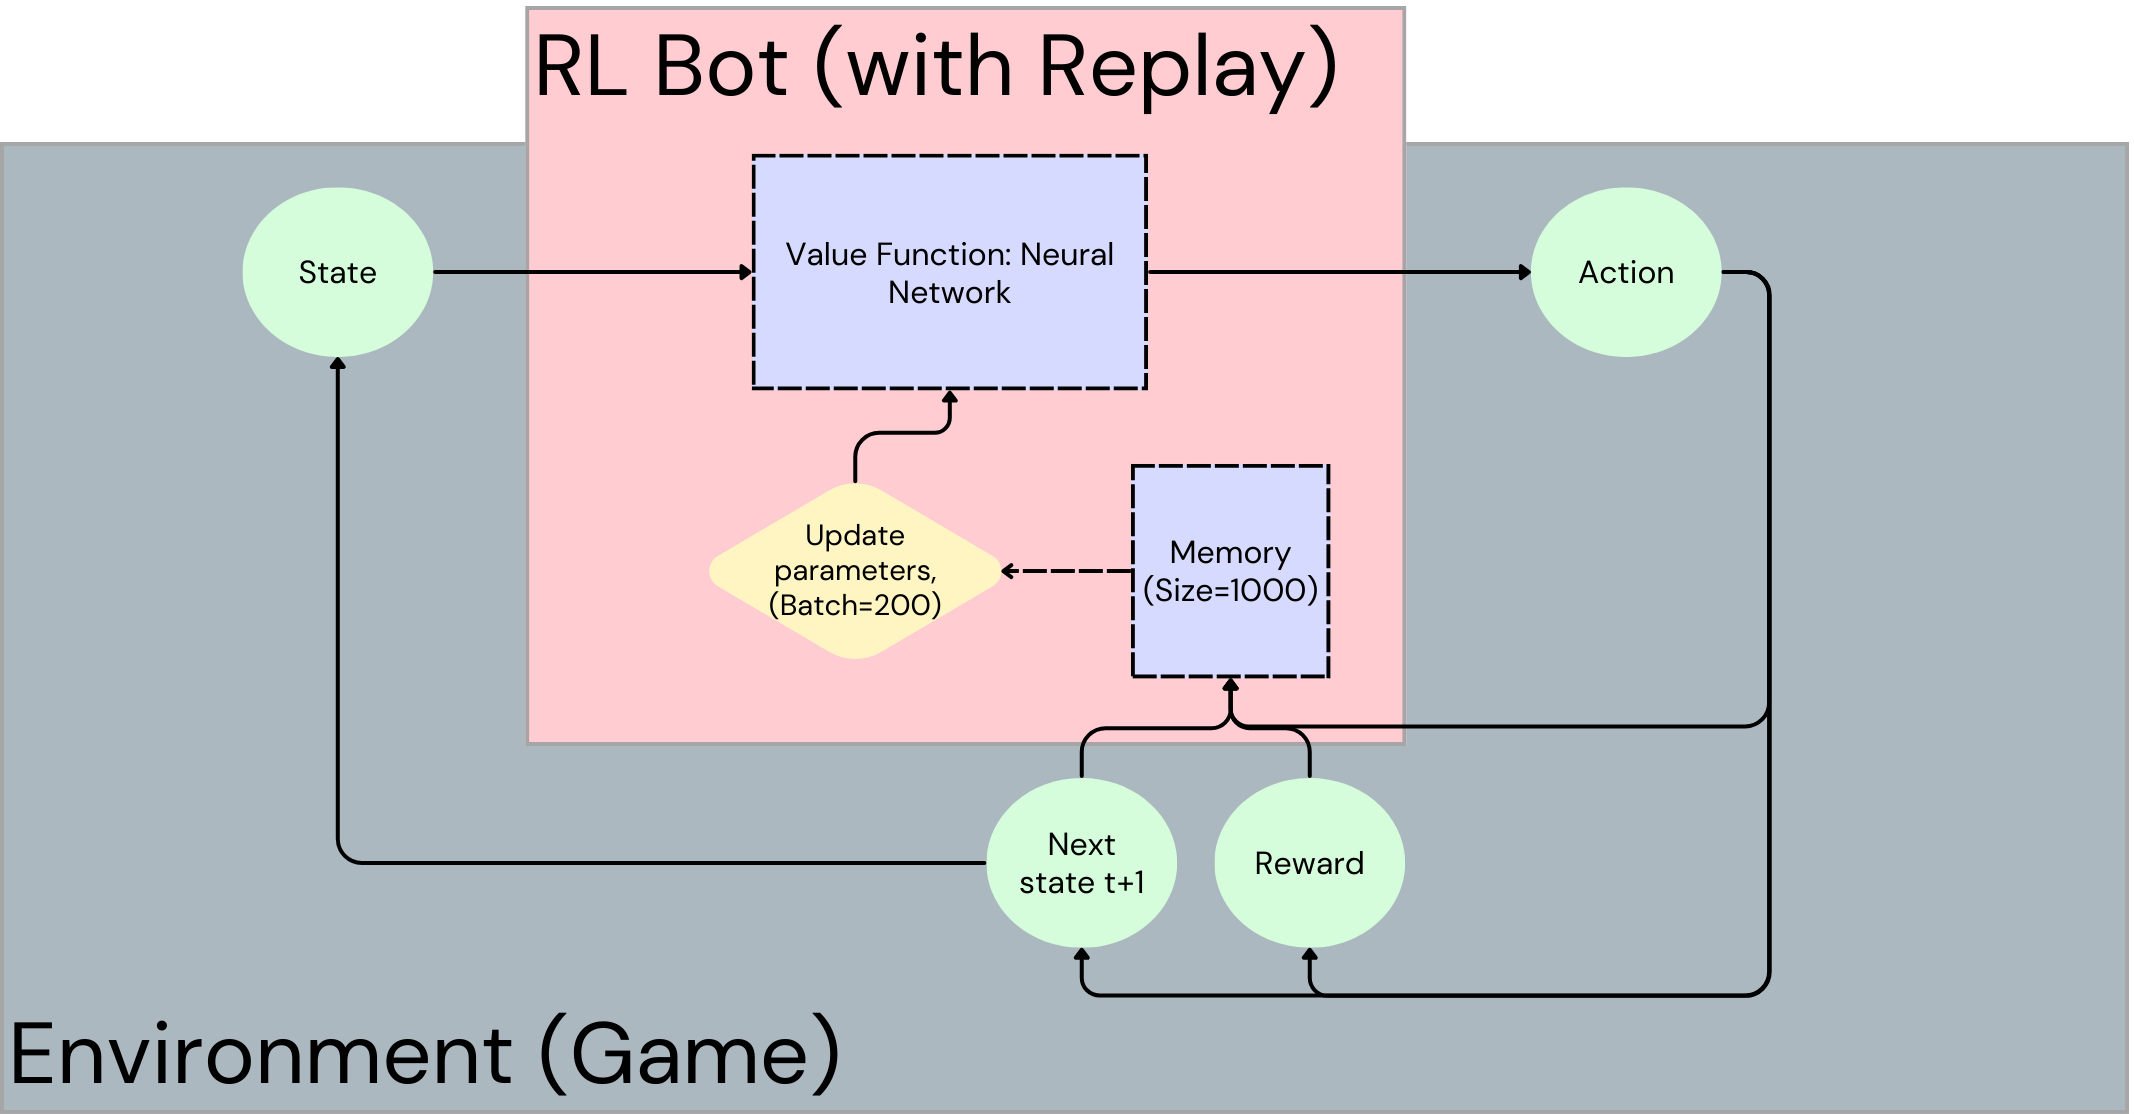 RL Bot (with Replay)
State
Value Function: Neural
Network
Action
Update
parameters,
(Batch=200)
Memory
(Size=1000)
Next
state t+1
Reward
Environment (Game)